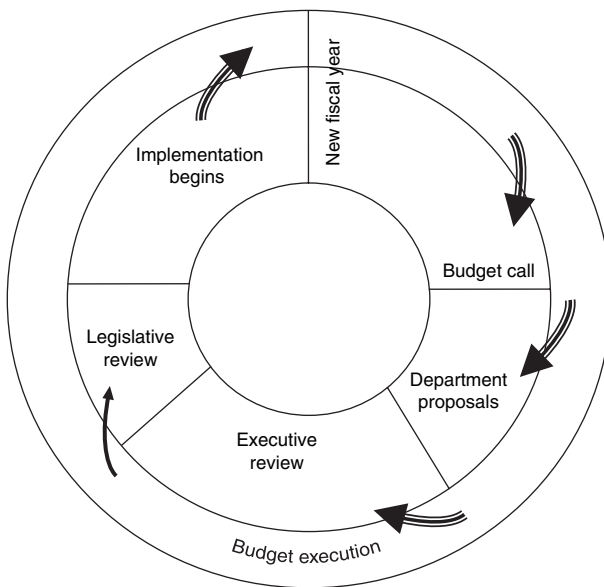 New fiscal year
Budget call
Department
proposals
Executive
review
Legislative
review
Implementation
begins
Budget execution